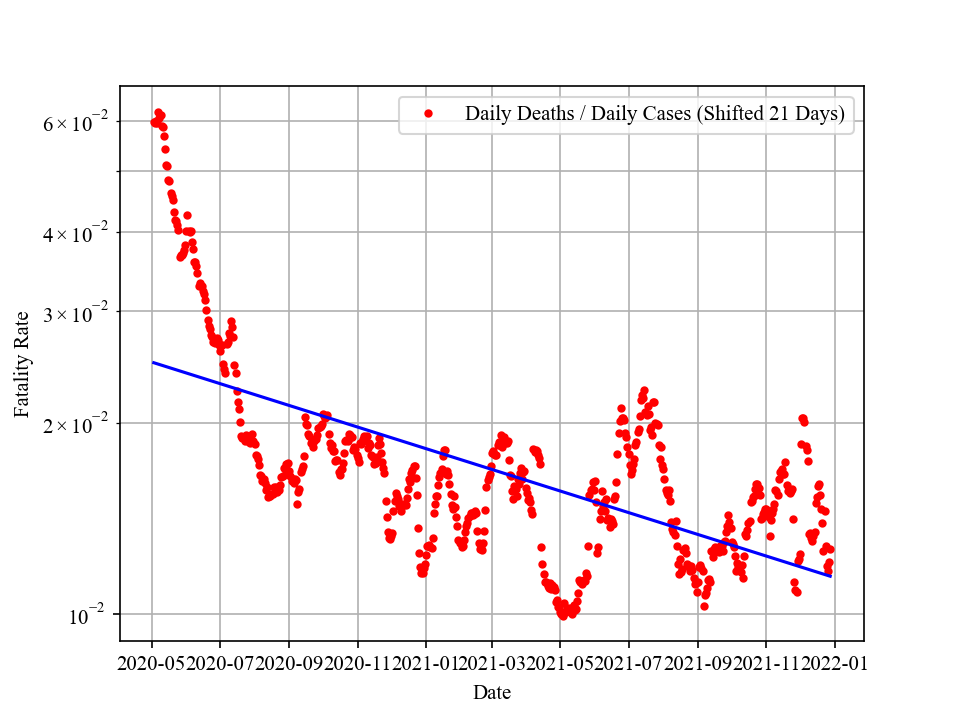 Daily Deaths / Daily Cases (Shifted 21 Days)
6 × 10⁻²
4 × 10⁻²
3 × 10⁻²
2 × 10⁻²
10⁻²
Fatality Rate
2020-05 2020-07 2020-09 2020-11 2021-01 2021-03 2021-05 2021-07 2021-09 2021-11 2022-01
Date